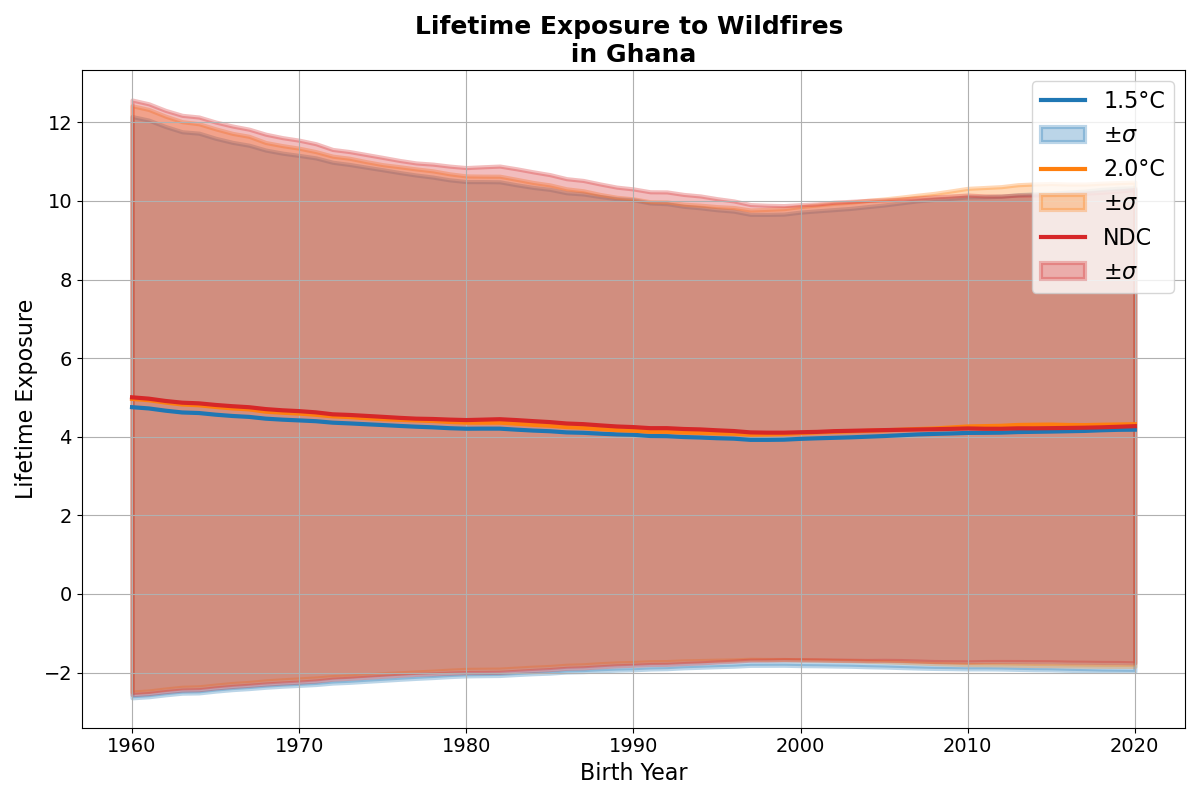 Lifetime Exposure to Wildfires
in Ghana
Lifetime Exposure
12
10
8
6
4
2
0
−2
1960
1970
1980
1990
2000
2010
2020
Birth Year
1.5°C
±σ
2.0°C
±σ
NDC
±σ